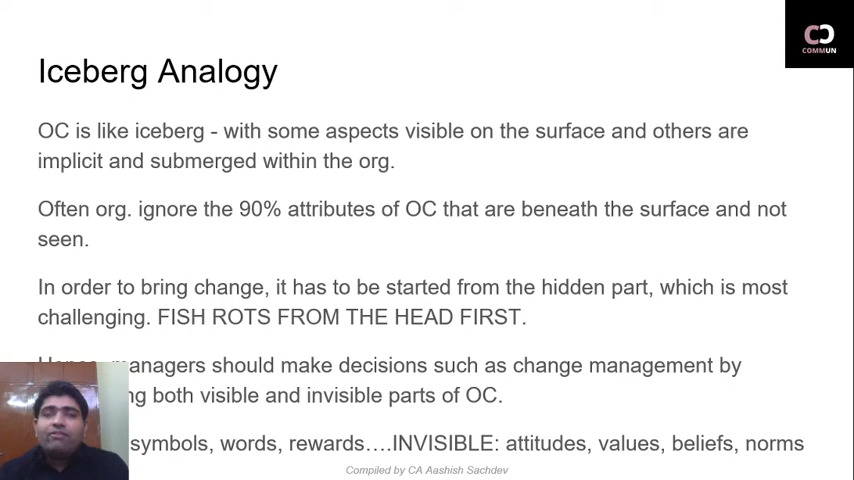 CC
COMMUN
Iceberg Analogy
OC is like iceberg - with some aspects visible on the surface and others are
implicit and submerged within the org.
Often org. ignore the 90% attributes of OC that are beneath the surface and not
seen.
In order to bring change, it has to be started from the hidden part, which is most
challenging. FISH ROTS FROM THE HEAD FIRST.
managers should make decisions such as change management by
both visible and invisible parts of OC.
symbols, words, rewards….INVISIBLE: attitudes, values, beliefs, norms
Compiled by CA Aashish Sachdev